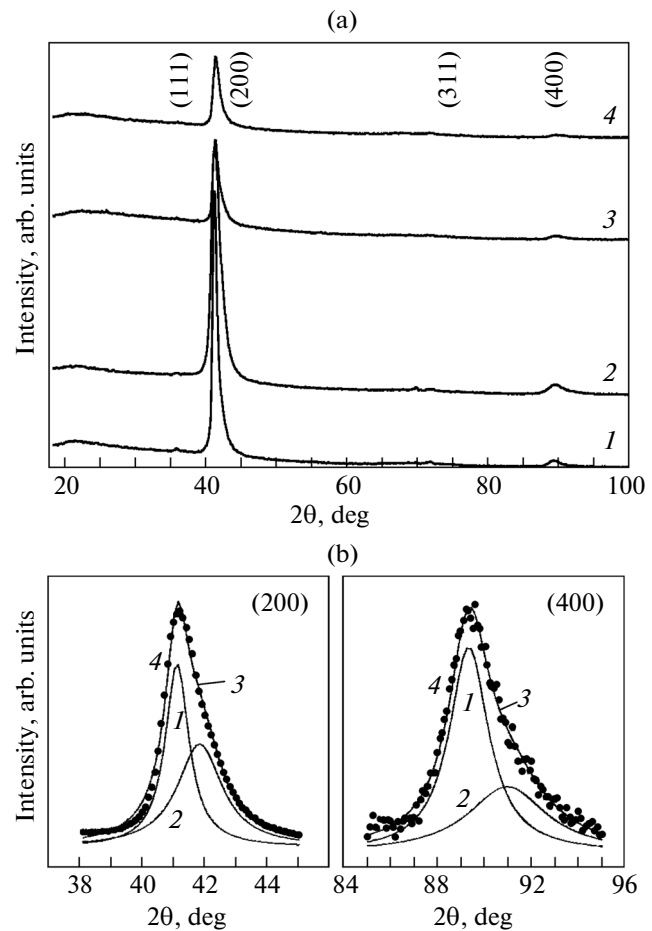 (a)
(111)
(200)
(311)
(400)
4
3
2
1
Intensity, arb. units
20 40 60 80 100
2θ, deg
(b)
(200)
4
3
1
2
38 40 42 44 46
2θ, deg
Intensity, arb. units
(400)
4
3
1
2
84 88 92 96
2θ, deg